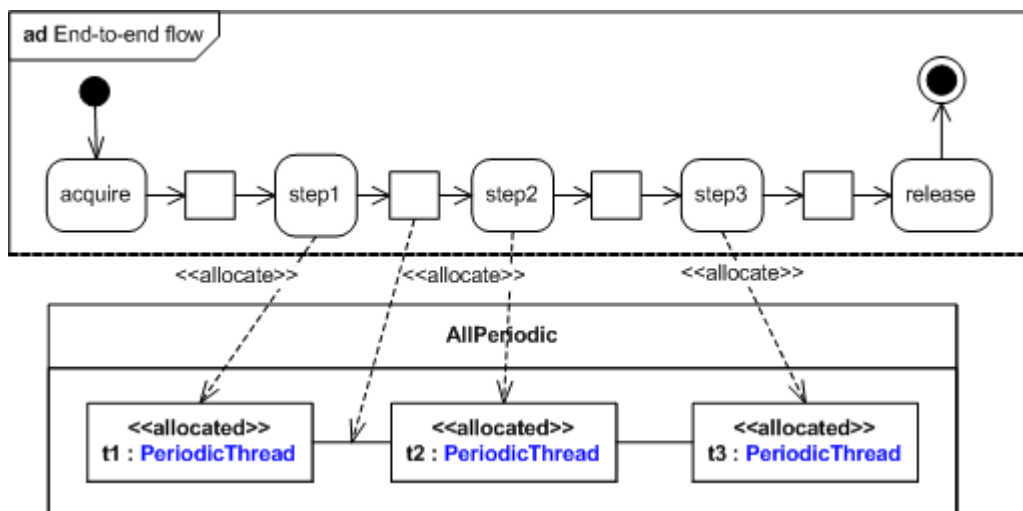 ad End-to-end flow
acquire
step1
step2
step3
release
<<allocate>>
<<allocate>>
<<allocate>>
AllPeriodic
<<allocated>>
t1 : PeriodicThread
<<allocated>>
t2 : PeriodicThread
<<allocated>>
t3 : PeriodicThread